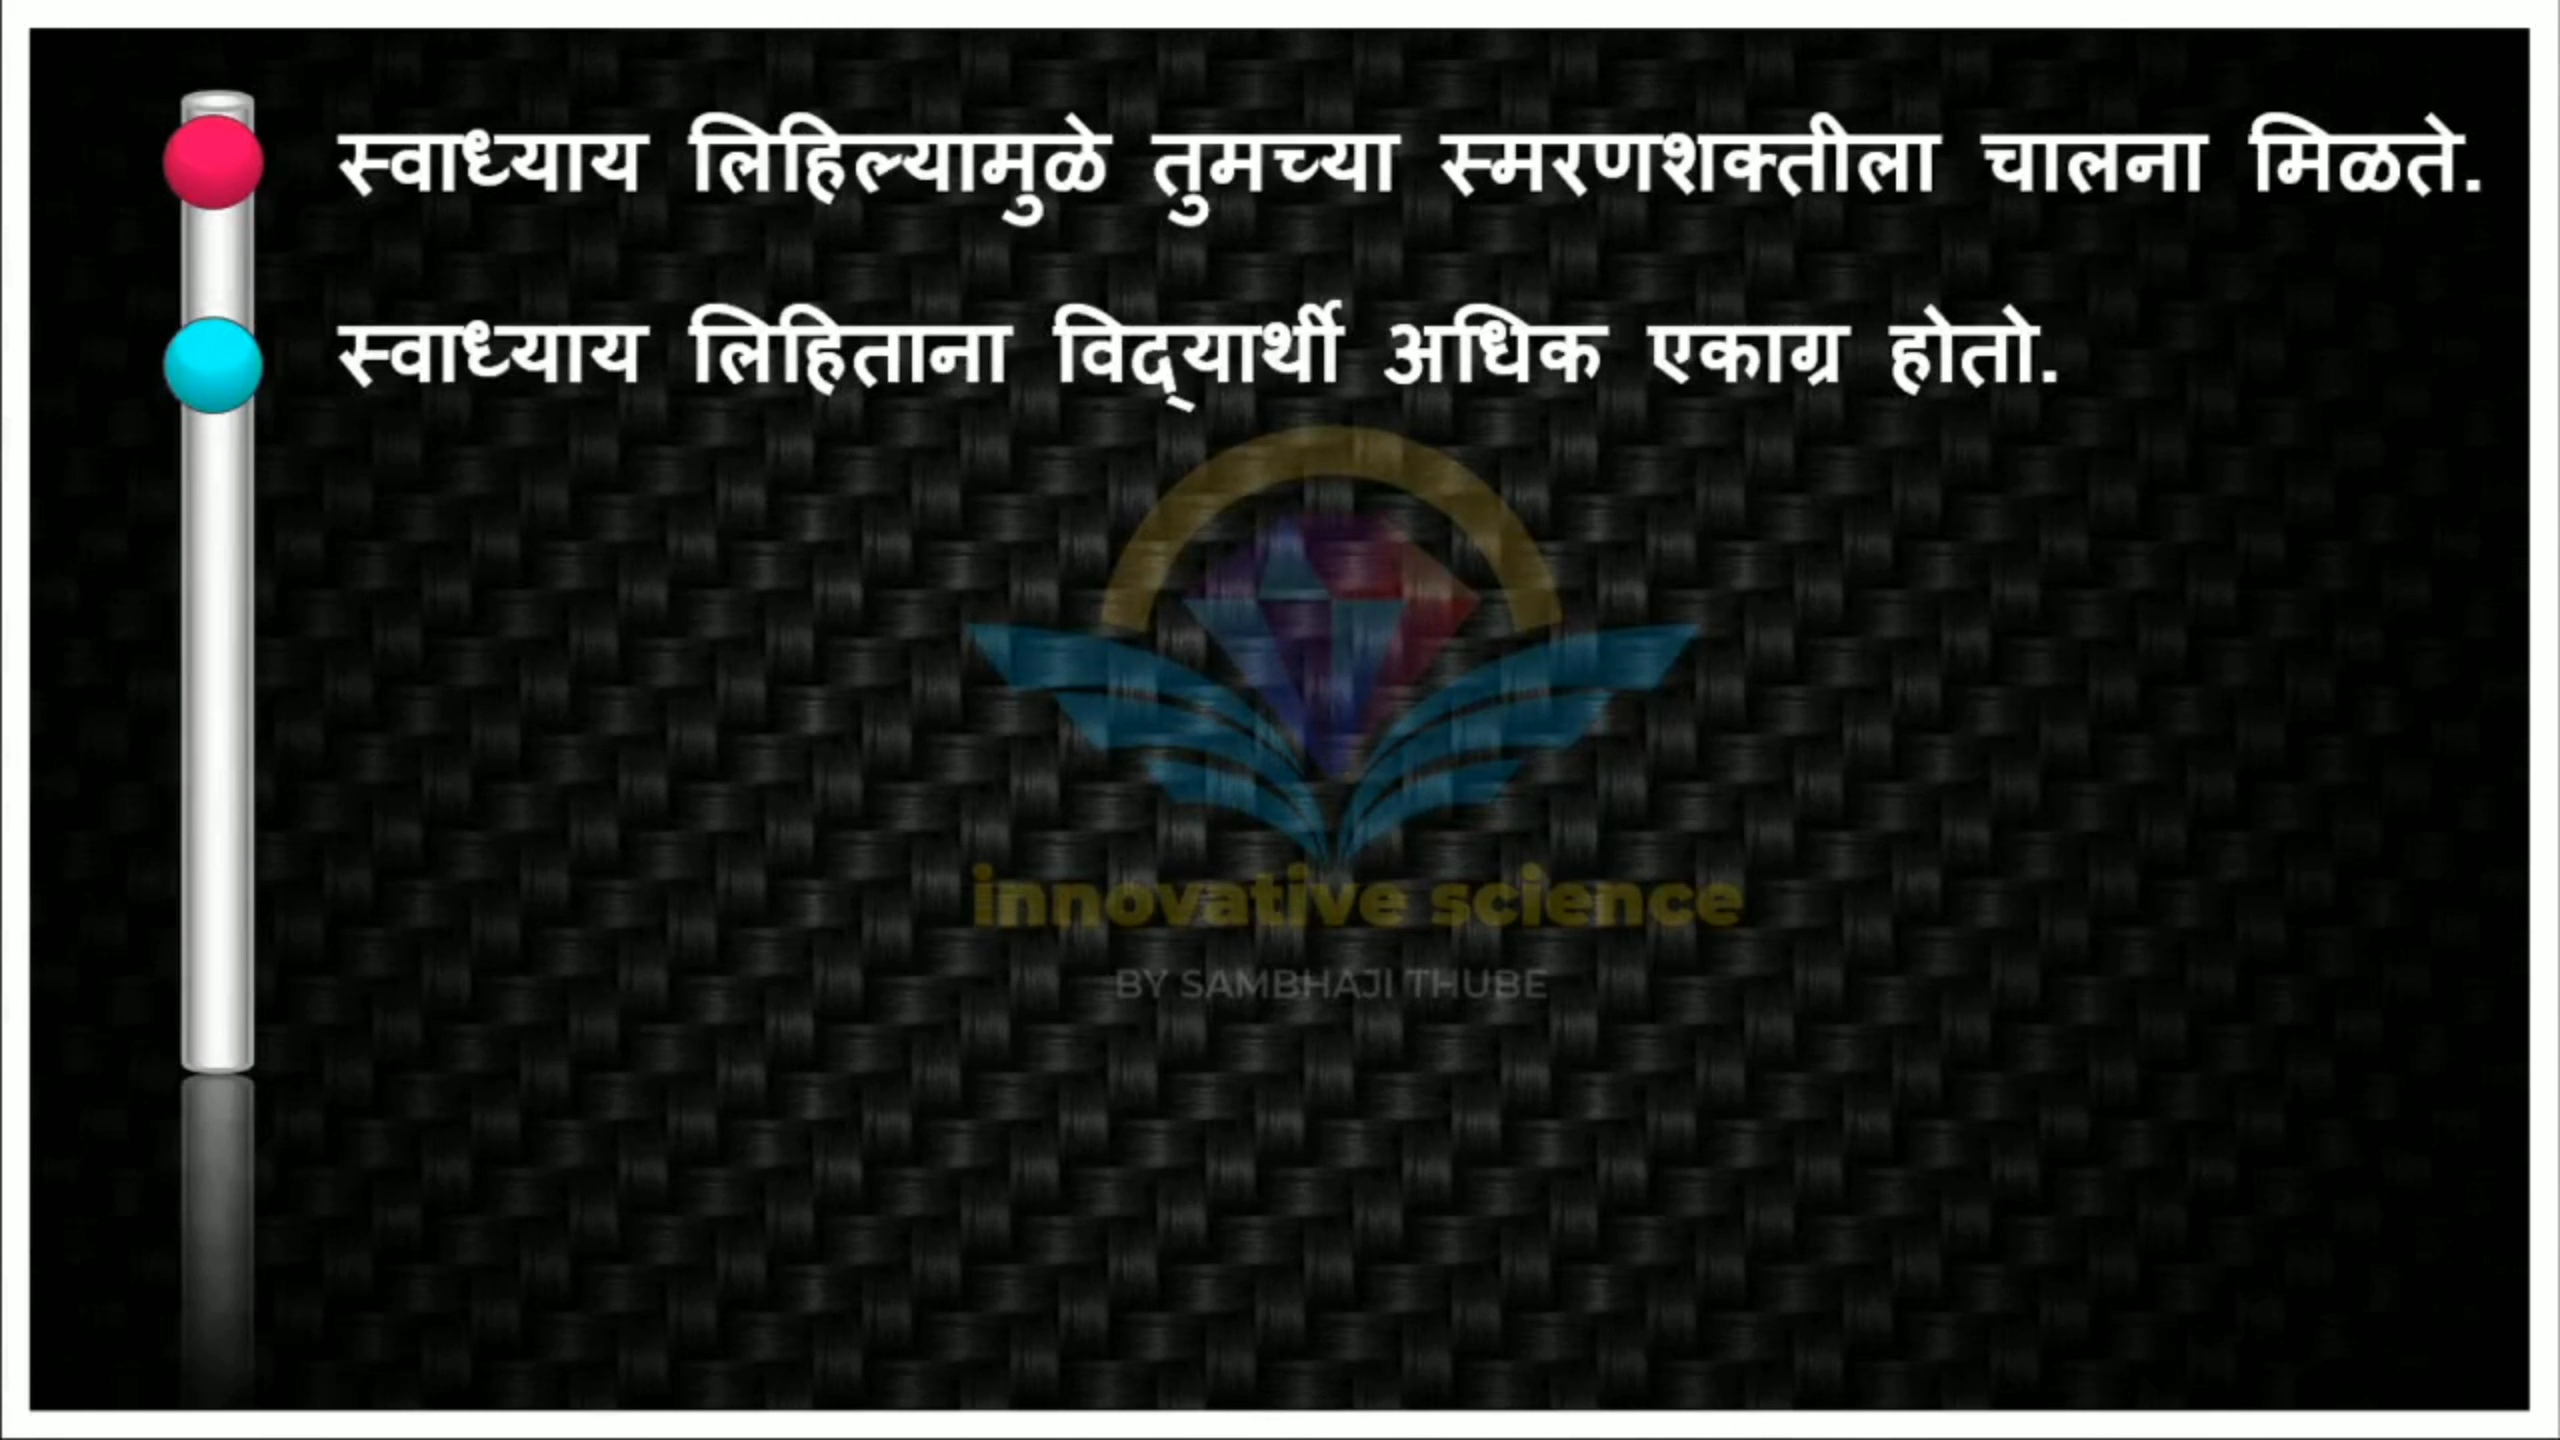 स्वाध्याय लिहिल्यामुळे तुमच्या स्मरणशक्तीला चालना मिळते.
स्वाध्याय लिहिताना विद्‌यार्थी अधिक एकाग्र होतो.
innovative science
BY SAMBHAJI THUBE